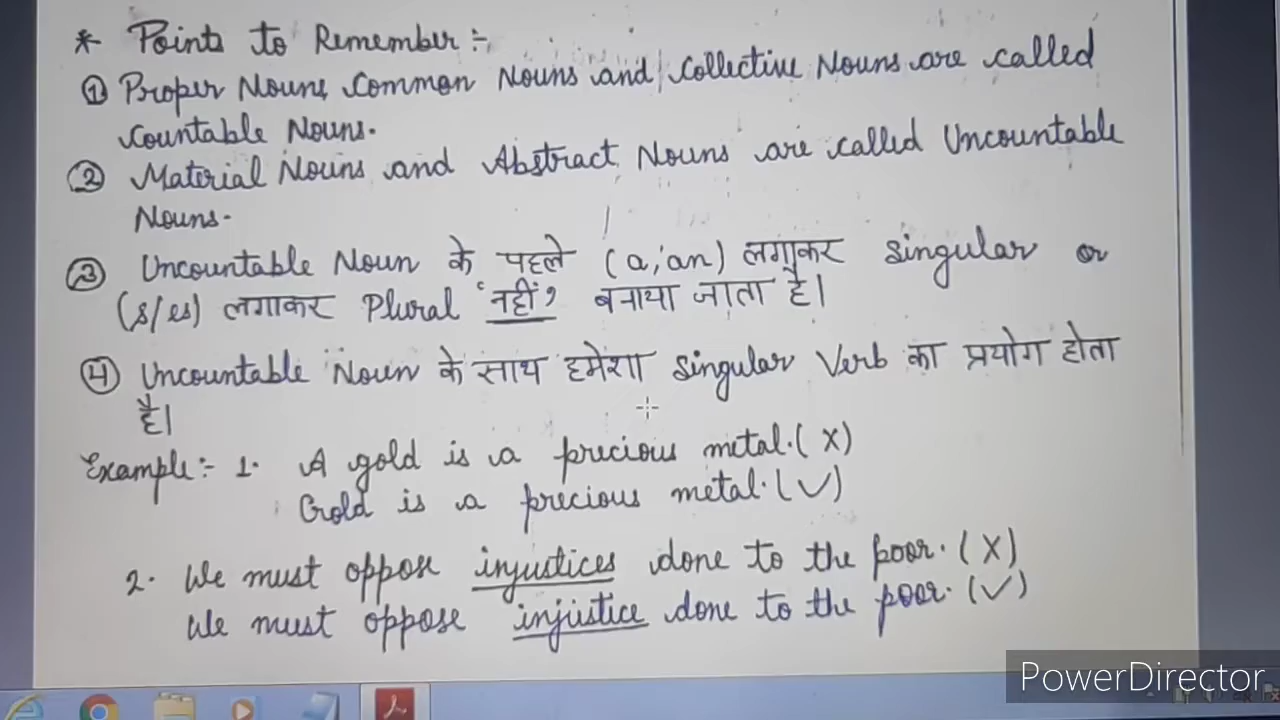 * Points to Remember :-
① Proper Nouns, Common Nouns and Collective Nouns are called
Countable Nouns.
② Material Nouns and Abstract Nouns are called Uncountable
Nouns.
③ Uncountable Noun के पहले (a, an) लगाकर Singular or
(s/es) लगाकर Plural 'नहीं' बनाया जाता है।
④ Uncountable Noun के साथ हमेशा Singular Verb का प्रयोग होता
है।
Example:- 1. A gold is a precious metal. (X)
Gold is a precious metal. (✓)
2. We must oppose injustices done to the poor. (X)
We must oppose injustice done to the poor. (✓)
PowerDirector